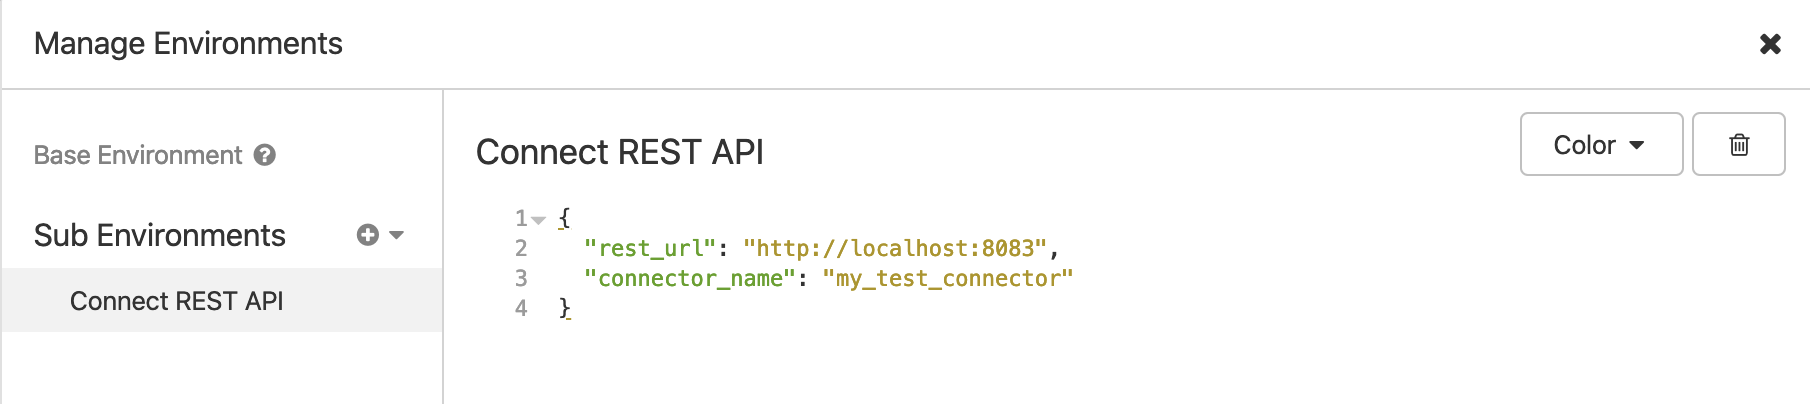 Manage Environments
Base Environment
Sub Environments
Connect REST API
Connect REST API
Color
1 {
2 "rest_url": "http://localhost:8083",
3 "connector_name": "my_test_connector"
4 }